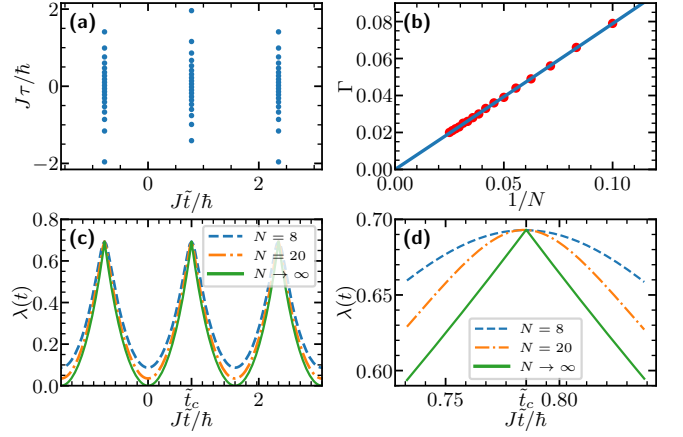 (a)
Jτ/ħ
2
0
−2
0
2
Jt̃/ħ
(b)
Γ
0.08
0.06
0.04
0.02
0.00
0.00
0.05
0.10
1/N
(c)
λ(t)
0.8
0.6
0.4
0.2
0.0
N = 8
N = 20
N → ∞
0
t̃c
2
Jt̃/ħ
(d)
λ(t)
0.70
0.65
0.60
N = 8
N = 20
N → ∞
0.75
t̃c
0.80
Jt̃/ħ